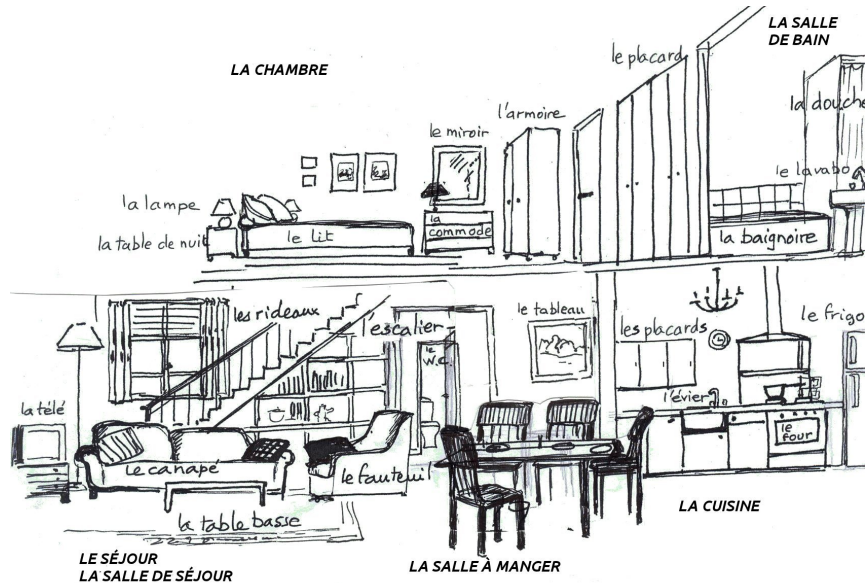 LA SALLE
DE BAIN
LA CHAMBRE
le placard
la douche
l'armoire
le miroir
le lavabo
la lampe
la table de nuit
le lit
la
commode
la baignoire
les rideaux
l'escalier
le tableau
les placards
le frigo
le
W.C.
l'évier
la télé
le
four
le canapé
le fauteuil
la table basse
LA CUISINE
LE SÉJOUR
LA SALLE DE SÉJOUR
LA SALLE À MANGER